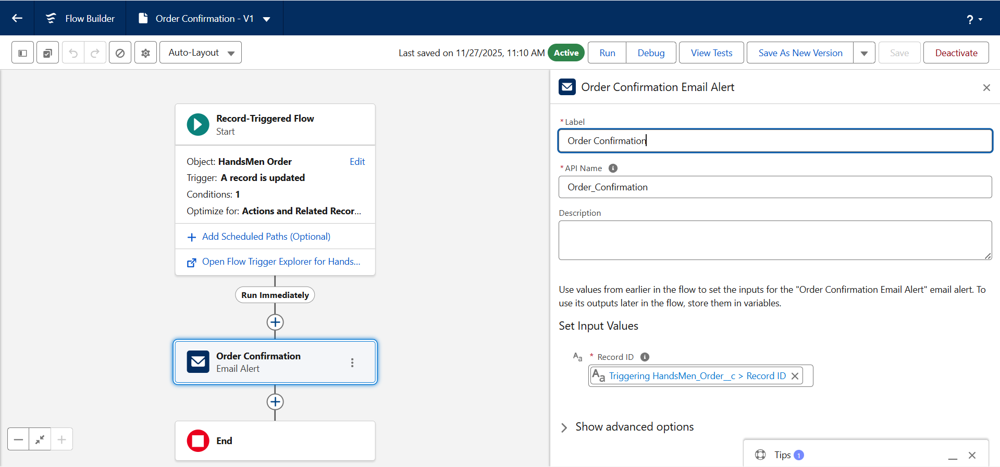 Flow Builder
Order Confirmation - V1
?
Auto-Layout
Last saved on 11/27/2025, 11:10 AM
Active
Run
Debug
View Tests
Save As New Version
Save
Deactivate
Record-Triggered Flow
Start
Object: HandsMen Order
Edit
Trigger: A record is updated
Conditions: 1
Optimize for: Actions and Related Recor...
Add Scheduled Paths (Optional)
Open Flow Trigger Explorer for Hands...
Run Immediately
Order Confirmation
Email Alert
End
Order Confirmation Email Alert
* Label
Order Confirmation
* API Name
Order_Confirmation
Description
Use values from earlier in the flow to set the inputs for the "Order Confirmation Email Alert" email alert. To
use its outputs later in the flow, store them in variables.
Set Input Values
Aa * Record ID
Aa Triggering HandsMen_Order__c > Record ID
Show advanced options
Tips 1